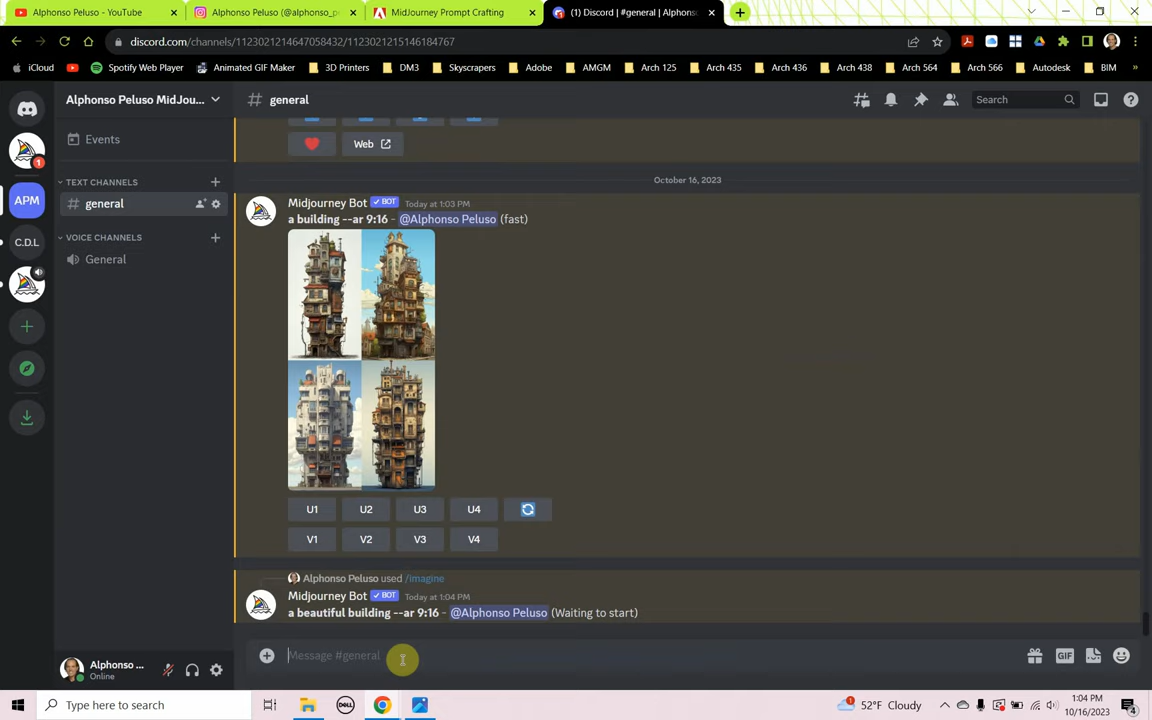 Alphonso Peluso - YouTube
Alphonso Peluso (@alphonso_p
MidJourney Prompt Crafting
(1) Discord | #general | Alphons
discord.com/channels/1123021214647058432/1123021215146184767
iCloud
Spotify Web Player
Animated GIF Maker
3D Printers
DM3
Skyscrapers
Adobe
AMGM
Arch 125
Arch 435
Arch 436
Arch 438
Arch 564
Arch 566
Autodesk
BIM
»
Alphonso Peluso MidJou...
# general
Search
Events
TEXT CHANNELS
# general
VOICE CHANNELS
General
1
APM
C.D.L
Web
October 16, 2023
Midjourney Bot ✓ BOT Today at 1:03 PM
a building --ar 9:16 - @Alphonso Peluso (fast)
U1 U2 U3 U4
V1 V2 V3 V4
Alphonso Peluso used /imagine
Midjourney Bot ✓ BOT Today at 1:04 PM
a beautiful building --ar 9:16 - @Alphonso Peluso (Waiting to start)
Message #general
GIF
Alphonso ...
Online
Type here to search
DELL
1
52°F Cloudy
1:04 PM
10/16/2023
4